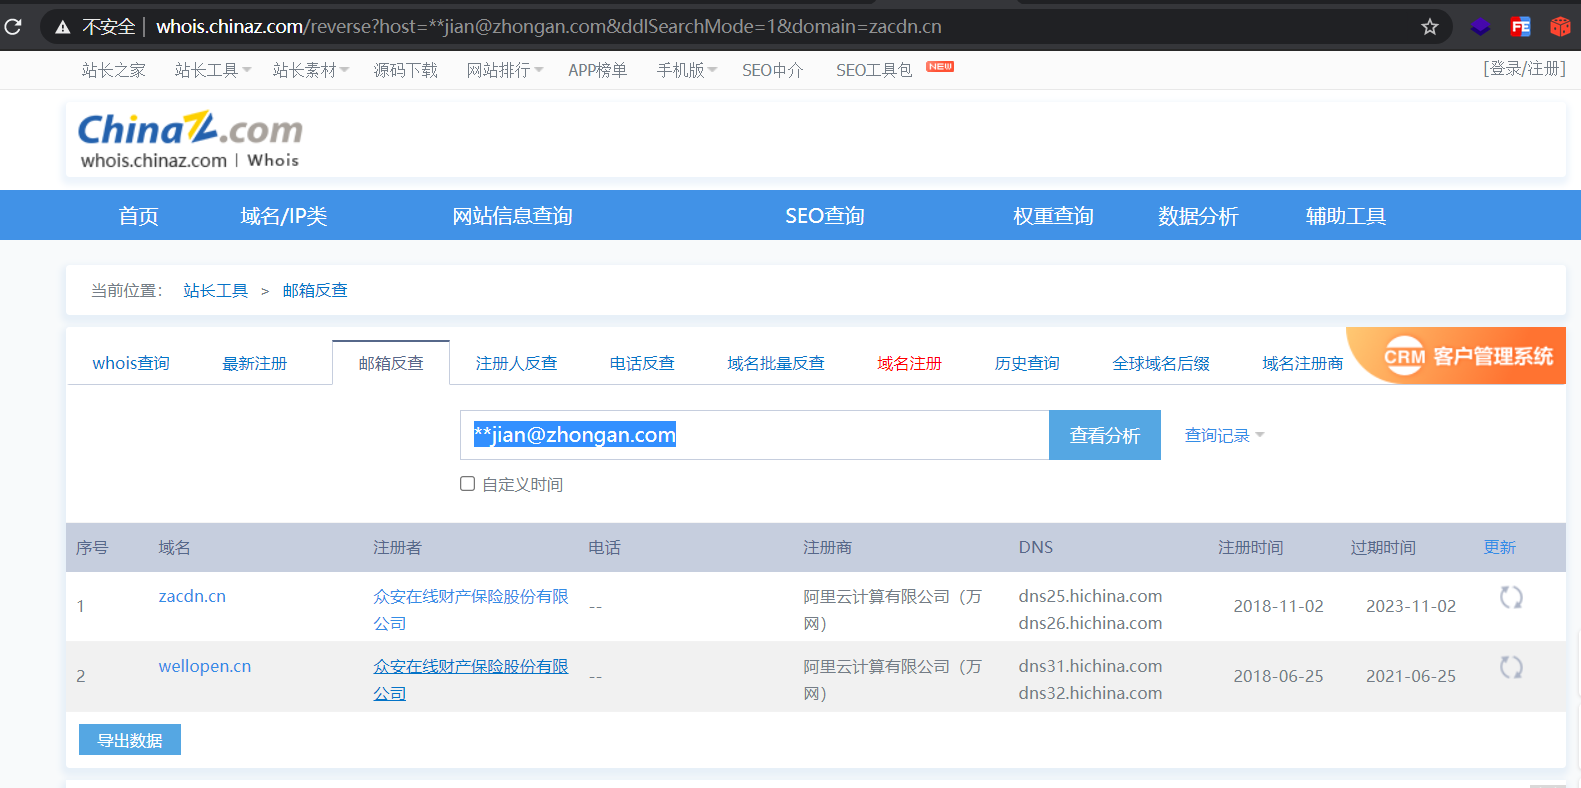 不安全 | whois.chinaz.com/reverse?host=**jian@zhongan.com&ddlSearchMode=1&domain=zacdn.cn
站长之家 站长工具 站长素材 源码下载 网站排行 APP榜单 手机版 SEO中介 SEO工具包 NEW [登录/注册]
ChinaZ.com
whois.chinaz.com | Whois
首页 域名/IP类 网站信息查询 SEO查询 权重查询 数据分析 辅助工具
当前位置： 站长工具 > 邮箱反查
whois查询 最新注册 邮箱反查 注册人反查 电话反查 域名批量反查 域名注册 历史查询 全球域名后缀 域名注册商 CRM 客户管理系统
**jian@zhongan.com 查看分析 查询记录
自定义时间
序号 域名 注册者 电话 注册商 DNS 注册时间 过期时间 更新
1 zacdn.cn 众安在线财产保险股份有限 -- 阿里云计算有限公司（万 dns25.hichina.com 2018-11-02 2023-11-02
公司 网） dns26.hichina.com
2 wellopen.cn 众安在线财产保险股份有限 -- 阿里云计算有限公司（万 dns31.hichina.com 2018-06-25 2021-06-25
公司 网） dns32.hichina.com
导出数据